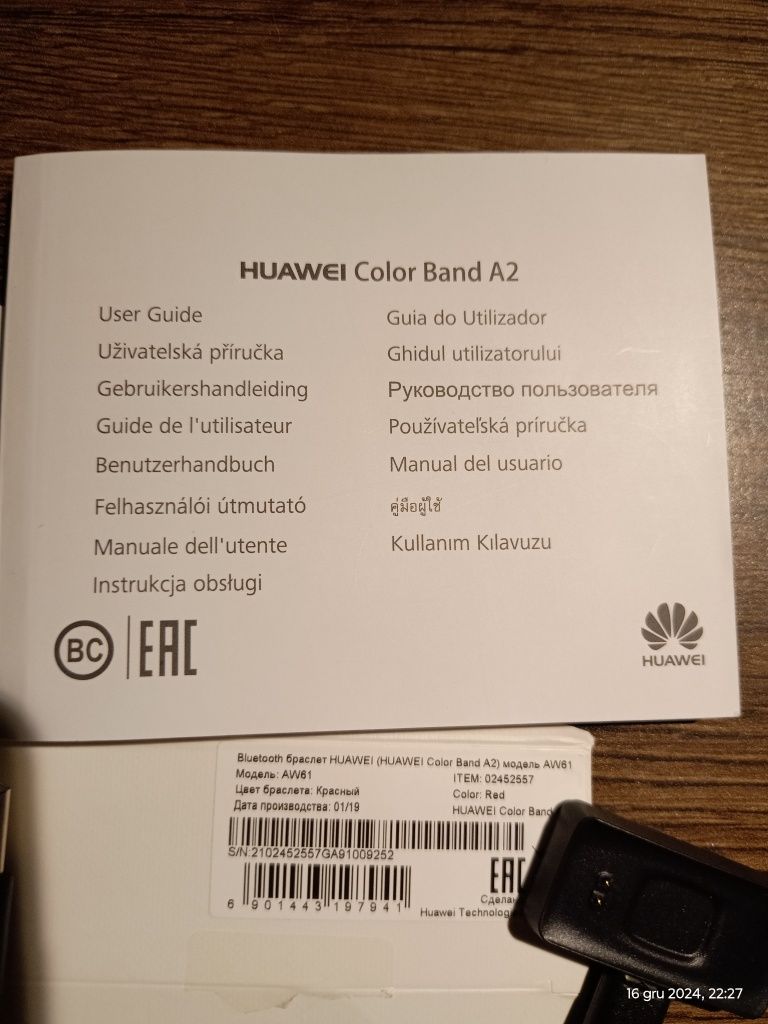 HUAWEI Color Band A2
User Guide
Uživatelská příručka
Gebruikershandleiding
Guide de l'utilisateur
Benutzerhandbuch
Felhasználói útmutató
Manuale dell'utente
Instrukcja obsługi
Guia do Utilizador
Ghidul utilizatorului
Руководство пользователя
Používateľská príručka
Manual del usuario
คู่มือผู้ใช้
Kullanım Kılavuzu
BC EAC
HUAWEI
Bluetooth браслет HUAWEI (HUAWEI Color Band A2) модель AW61
Модель: AW61 ITEM: 02452557
Цвет браслета: Красный Color: Red
Дата производства: 01/19 HUAWEI Color Band
S/N:2102452557GA91009252
EAC
6 901443 197941
Huawei
16 gru 2024, 22:27